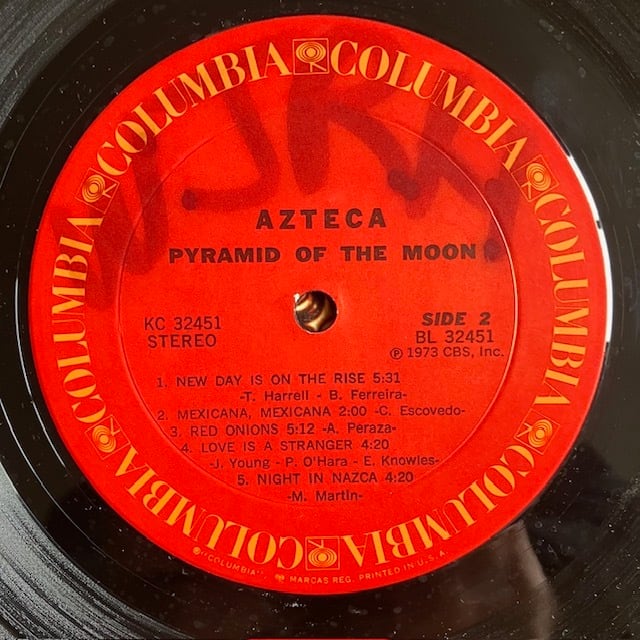 COLUMBIA COLUMBIA COLUMBIA COLUMBIA COLUMBIA COLUMBIA COLUMBIA COLUMBIA
AZTECA
PYRAMID OF THE MOON
KC 32451
STEREO
SIDE 2
BL 32451
Ⓟ 1973 CBS, Inc.
1. NEW DAY IS ON THE RISE 5:31
-T. Harrell - B. Ferreira-
2. MEXICANA, MEXICANA 2:00 -C. Escovedo-
3. RED ONIONS 5:12 -A. Peraza-
4. LOVE IS A STRANGER 4:20
-J. Young - P. O'Hara - E. Knowles-
5. NIGHT IN NAZCA 4:20
-M. Martin-
®"COLUMBIA" MARCAS REG. PRINTED IN U.S.A.